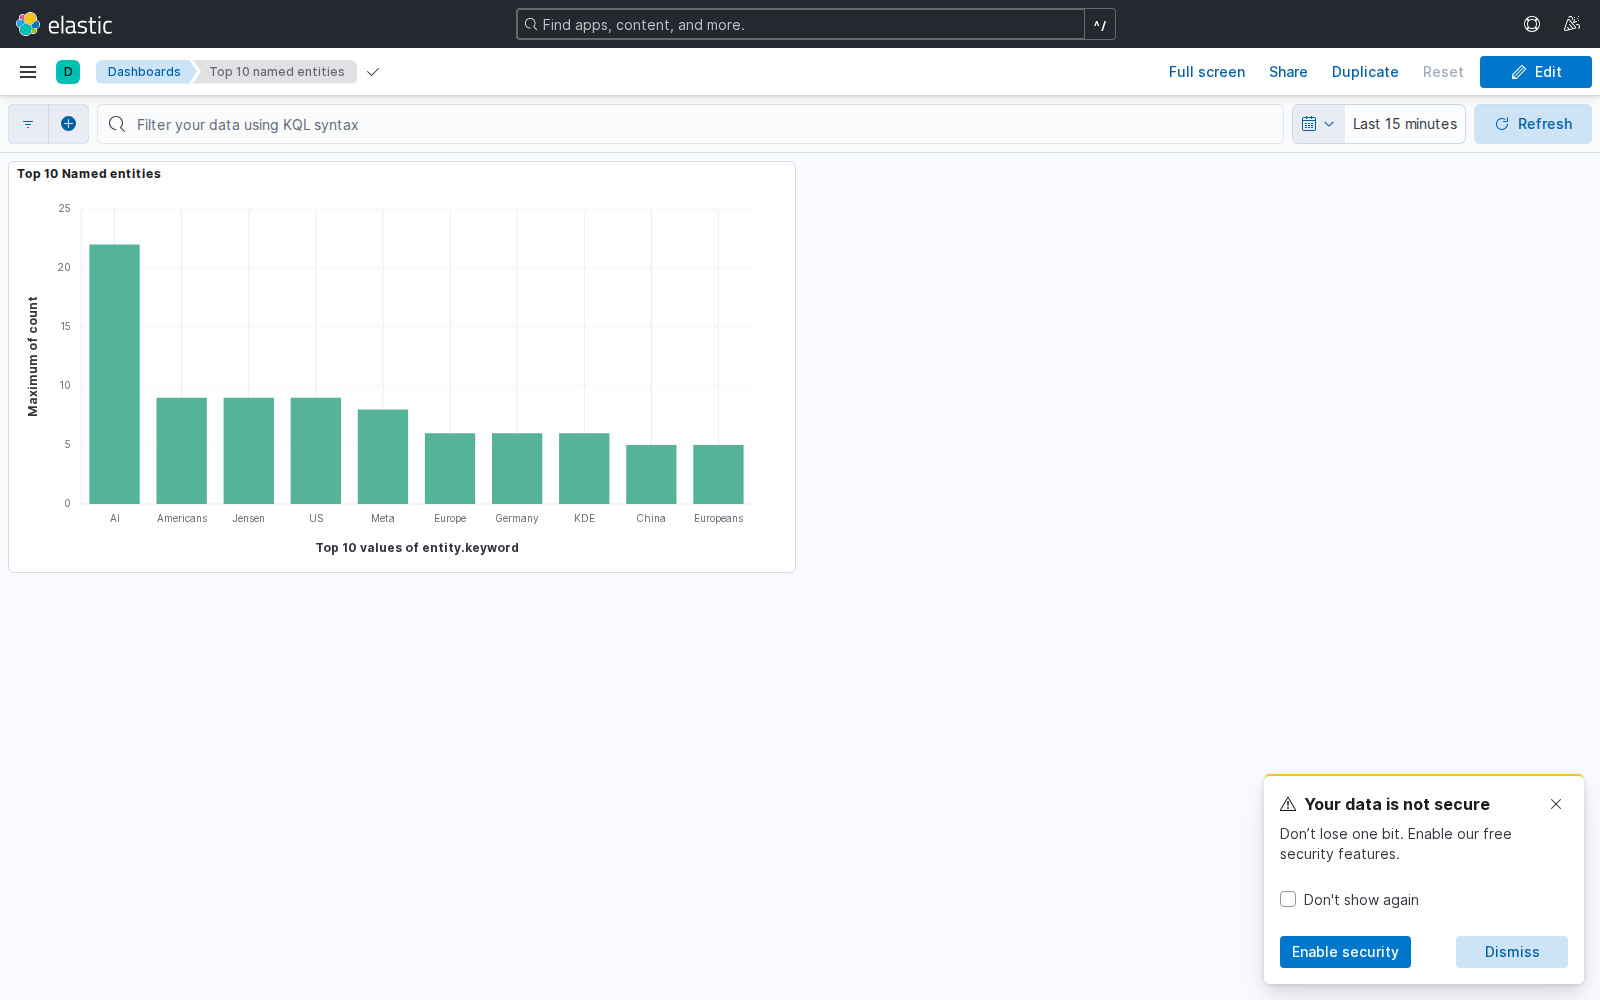 elastic
Find apps, content, and more.
^/
D
Dashboards
Top 10 named entities
Full screen
Share
Duplicate
Reset
Edit
Filter your data using KQL syntax
Last 15 minutes
Refresh
Top 10 Named entities
25
20
15
10
5
0
Maximum of count
AI
Americans
Jensen
US
Meta
Europe
Germany
KDE
China
Europeans
Top 10 values of entity.keyword
Your data is not secure
Don’t lose one bit. Enable our free
security features.
Don't show again
Enable security
Dismiss